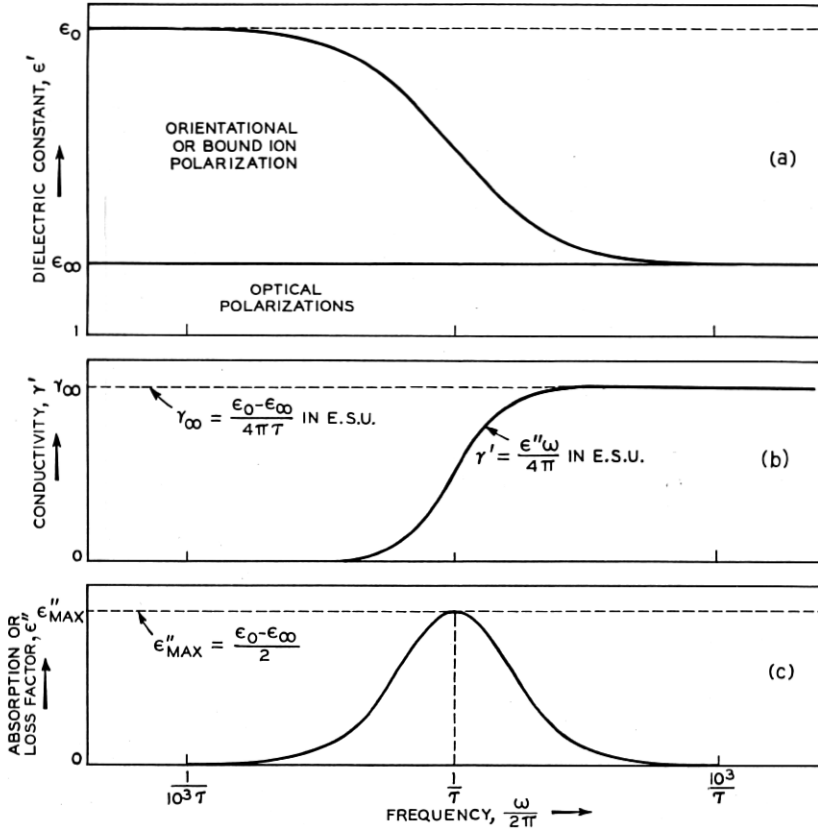 ϵ₀
DIELECTRIC CONSTANT, ϵ′
ORIENTATIONAL
OR BOUND ION
POLARIZATION
(a)
ϵ∞
OPTICAL
POLARIZATIONS
1
CONDUCTIVITY, γ′
γ∞
γ∞ = (ϵ₀-ϵ∞)/(4πτ) IN E.S.U.
γ′ = (ϵ″ω)/(4π) IN E.S.U.
(b)
0
ABSORPTION OR
LOSS FACTOR, ϵ″
ϵ″MAX
ϵ″MAX = (ϵ₀-ϵ∞)/2
(c)
0
1/(10³τ)
1/τ
10³/τ
FREQUENCY, ω/(2π)